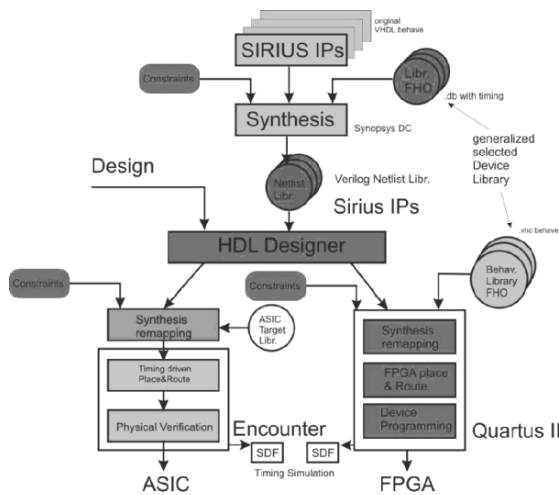 original
VHDL behave
SIRIUS IPs
Constraints
Libr.
FHO
.db with timing
Synthesis
Synopsys DC
generalized
selected
Device
Library
Design
Netlist
Libr.
Verilog Netlist Libr.
Sirius IPs
.vhd behave
HDL Designer
Behav.
Library
FHO
Constraints
Constraints
Synthesis
remapping
ASIC
Target
Libr.
Synthesis
remapping
Timing driven
Place&Route
FPGA place
& Route
Physical Verification
Device
Programming
Encounter
Quartus II
SDF
SDF
Timing Simulation
ASIC
FPGA